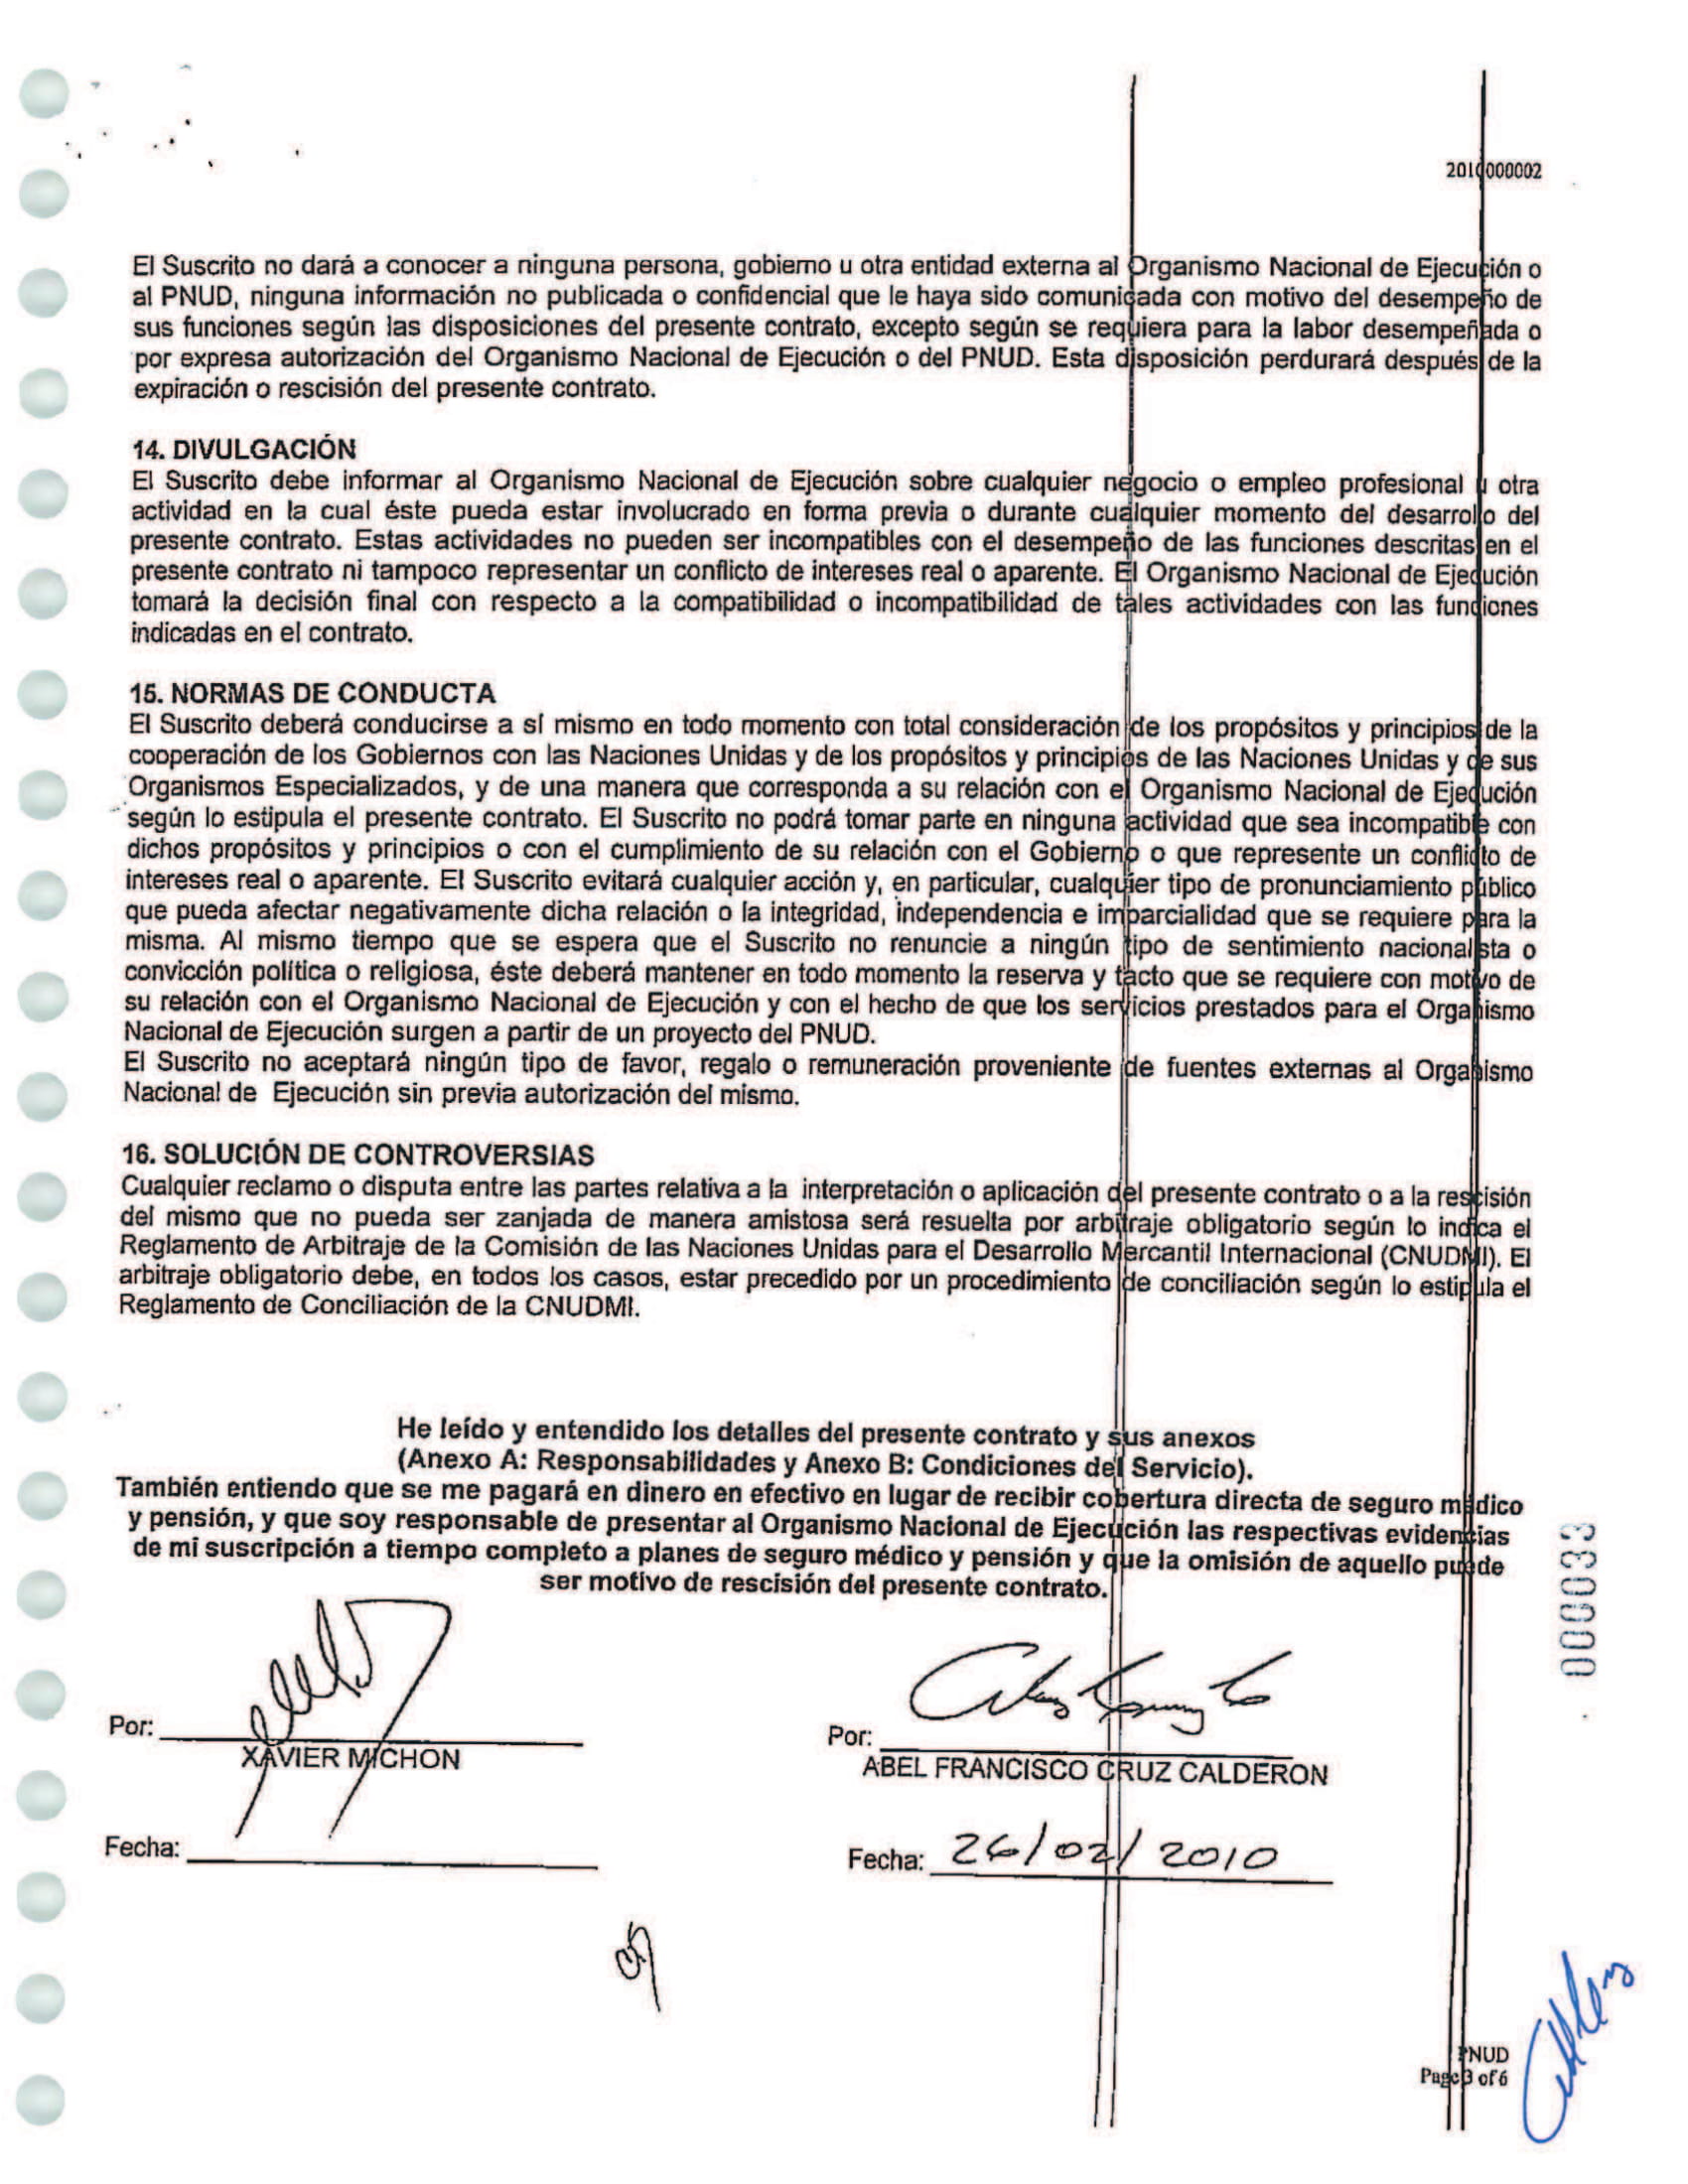 2010000002
El Suscrito no dará a conocer a ninguna persona, gobierno u otra entidad externa al Organismo Nacional de Ejecución o
al PNUD, ninguna información no publicada o confidencial que le haya sido comunicada con motivo del desempeño de
sus funciones según las disposiciones del presente contrato, excepto según se requiera para la labor desempeñada o
por expresa autorización del Organismo Nacional de Ejecución o del PNUD. Esta disposición perdurará después de la
expiración o rescisión del presente contrato.
14. DIVULGACIÓN
El Suscrito debe informar al Organismo Nacional de Ejecución sobre cualquier negocio o empleo profesional u otra
actividad en la cual éste pueda estar involucrado en forma previa o durante cualquier momento del desarrollo del
presente contrato. Estas actividades no pueden ser incompatibles con el desempeño de las funciones descritas en el
presente contrato ni tampoco representar un conflicto de intereses real o aparente. El Organismo Nacional de Ejecución
tomará la decisión final con respecto a la compatibilidad o incompatibilidad de tales actividades con las funciones
indicadas en el contrato.
15. NORMAS DE CONDUCTA
El Suscrito deberá conducirse a sí mismo en todo momento con total consideración de los propósitos y principios de la
cooperación de los Gobiernos con las Naciones Unidas y de los propósitos y principios de las Naciones Unidas y de sus
Organismos Especializados, y de una manera que corresponda a su relación con el Organismo Nacional de Ejecución
según lo estipula el presente contrato. El Suscrito no podrá tomar parte en ninguna actividad que sea incompatible con
dichos propósitos y principios o con el cumplimiento de su relación con el Gobierno o que represente un conflicto de
intereses real o aparente. El Suscrito evitará cualquier acción y, en particular, cualquier tipo de pronunciamiento público
que pueda afectar negativamente dicha relación o la integridad, independencia e imparcialidad que se requiere para la
misma. Al mismo tiempo que se espera que el Suscrito no renuncie a ningún tipo de sentimiento nacionalista o
convicción política o religiosa, éste deberá mantener en todo momento la reserva y tacto que se requiere con motivo de
su relación con el Organismo Nacional de Ejecución y con el hecho de que los servicios prestados para el Organismo
Nacional de Ejecución surgen a partir de un proyecto del PNUD.
El Suscrito no aceptará ningún tipo de favor, regalo o remuneración proveniente de fuentes externas al Organismo
Nacional de Ejecución sin previa autorización del mismo.
16. SOLUCIÓN DE CONTROVERSIAS
Cualquier reclamo o disputa entre las partes relativa a la interpretación o aplicación del presente contrato o a la rescisión
del mismo que no pueda ser zanjada de manera amistosa será resuelta por arbitraje obligatorio según lo indica el
Reglamento de Arbitraje de la Comisión de las Naciones Unidas para el Desarrollo Mercantil Internacional (CNUDMI). El
arbitraje obligatorio debe, en todos los casos, estar precedido por un procedimiento de conciliación según lo estipula el
Reglamento de Conciliación de la CNUDMI.
He leído y entendido los detalles del presente contrato y sus anexos
(Anexo A: Responsabilidades y Anexo B: Condiciones del Servicio).
También entiendo que se me pagará en dinero en efectivo en lugar de recibir cobertura directa de seguro médico
y pensión, y que soy responsable de presentar al Organismo Nacional de Ejecución las respectivas evidencias
de mi suscripción a tiempo completo a planes de seguro médico y pensión y que la omisión de aquello puede
ser motivo de rescisión del presente contrato.
000033
Por:
XAVIER MICHON
Fecha:
Por:
ABEL FRANCISCO CRUZ CALDERON
Fecha: 26/02/2010
PNUD
Page 3 of 6